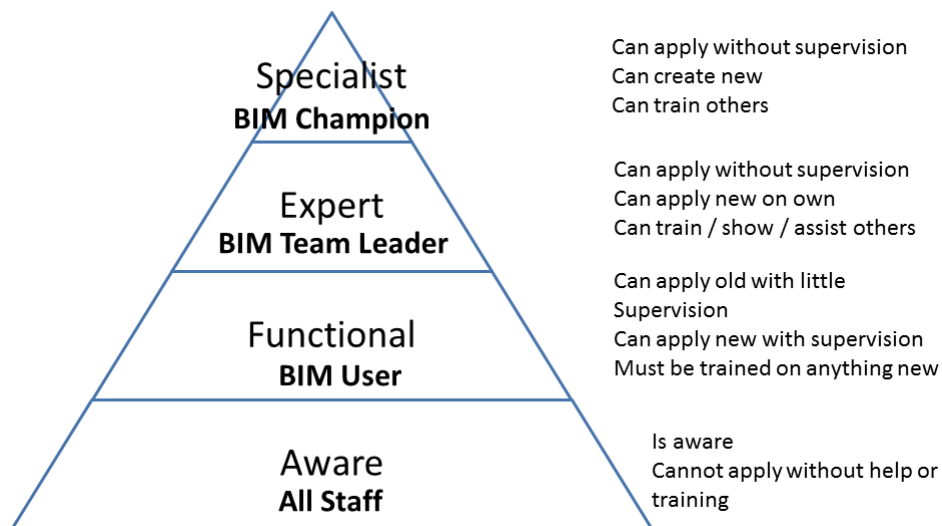 Specialist
BIM Champion
Can apply without supervision
Can create new
Can train others
Expert
BIM Team Leader
Can apply without supervision
Can apply new on own
Can train / show / assist others
Functional
BIM User
Can apply old with little
Supervision
Can apply new with supervision
Must be trained on anything new
Aware
All Staff
Is aware
Cannot apply without help or
training